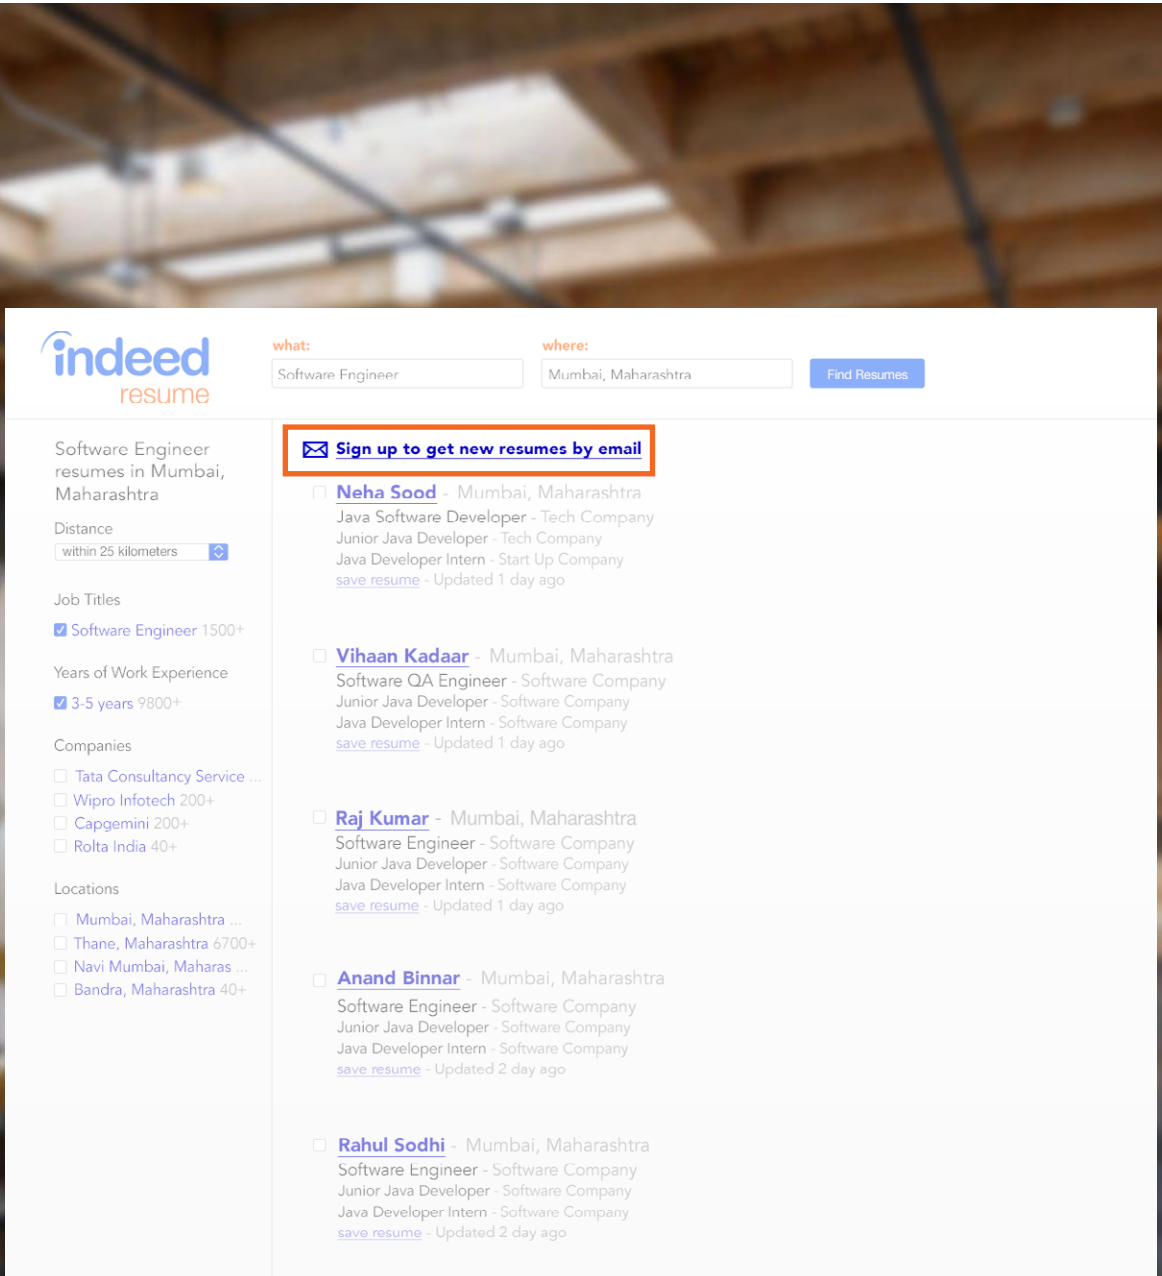 indeed
resume
what:
where:
Software Engineer
Mumbai, Maharashtra
Find Resumes
Software Engineer
resumes in Mumbai,
Maharashtra
Distance
within 25 kilometers
Job Titles
Software Engineer 1500+
Years of Work Experience
3-5 years 9800+
Companies
Tata Consultancy Service ...
Wipro Infotech 200+
Capgemini 200+
Rolta India 40+
Locations
Mumbai, Maharashtra ...
Thane, Maharashtra 6700+
Navi Mumbai, Maharas ...
Bandra, Maharashtra 40+
Sign up to get new resumes by email
Neha Sood - Mumbai, Maharashtra
Java Software Developer - Tech Company
Junior Java Developer - Tech Company
Java Developer Intern - Start Up Company
save resume - Updated 1 day ago
Vihaan Kadaar - Mumbai, Maharashtra
Software QA Engineer - Software Company
Junior Java Developer - Software Company
Java Developer Intern - Software Company
save resume - Updated 1 day ago
Raj Kumar - Mumbai, Maharashtra
Software Engineer - Software Company
Junior Java Developer - Software Company
Java Developer Intern - Software Company
save resume - Updated 1 day ago
Anand Binnar - Mumbai, Maharashtra
Software Engineer - Software Company
Junior Java Developer - Software Company
Java Developer Intern - Software Company
save resume - Updated 2 day ago
Rahul Sodhi - Mumbai, Maharashtra
Software Engineer - Software Company
Junior Java Developer - Software Company
Java Developer Intern - Software Company
save resume - Updated 2 day ago